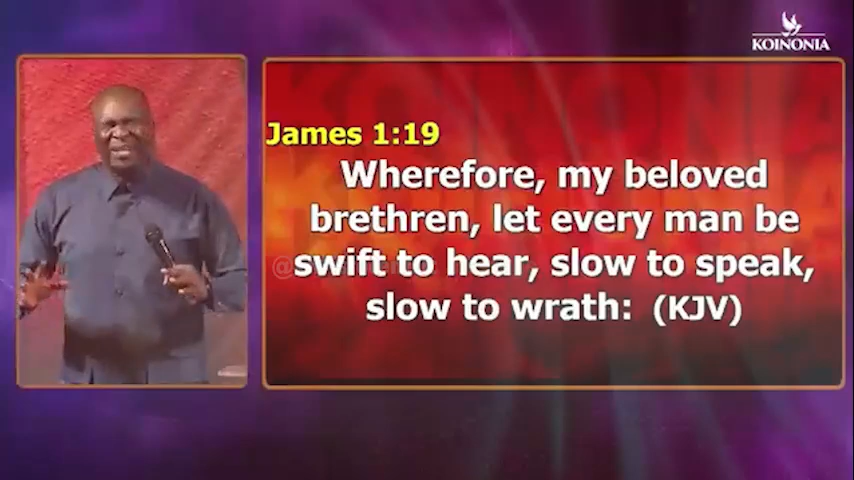 KOINONIA
James 1:19
Wherefore, my beloved
brethren, let every man be
swift to hear, slow to speak,
slow to wrath: (KJV)